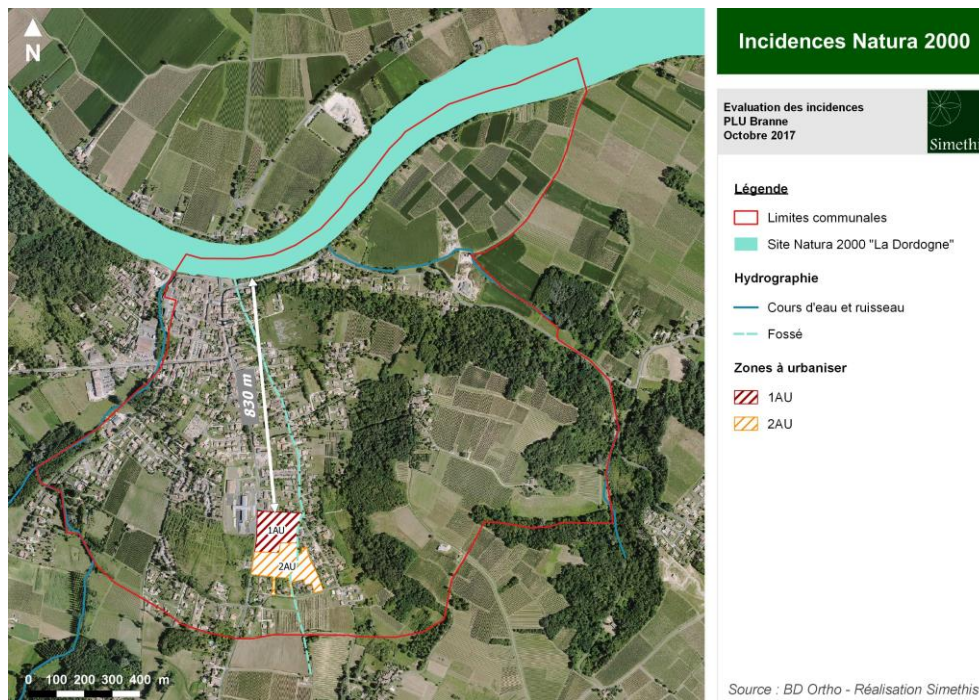 N
Incidences Natura 2000
Evaluation des incidences
PLU Branne
Octobre 2017
Simethi
Légende
Limites communales
Site Natura 2000 "La Dordogne"
Hydrographie
Cours d'eau et ruisseau
Fossé
Zones à urbaniser
1AU
2AU
830 m
1AU
2AU
0 100 200 300 400 m
Source : BD Ortho - Réalisation Simethis